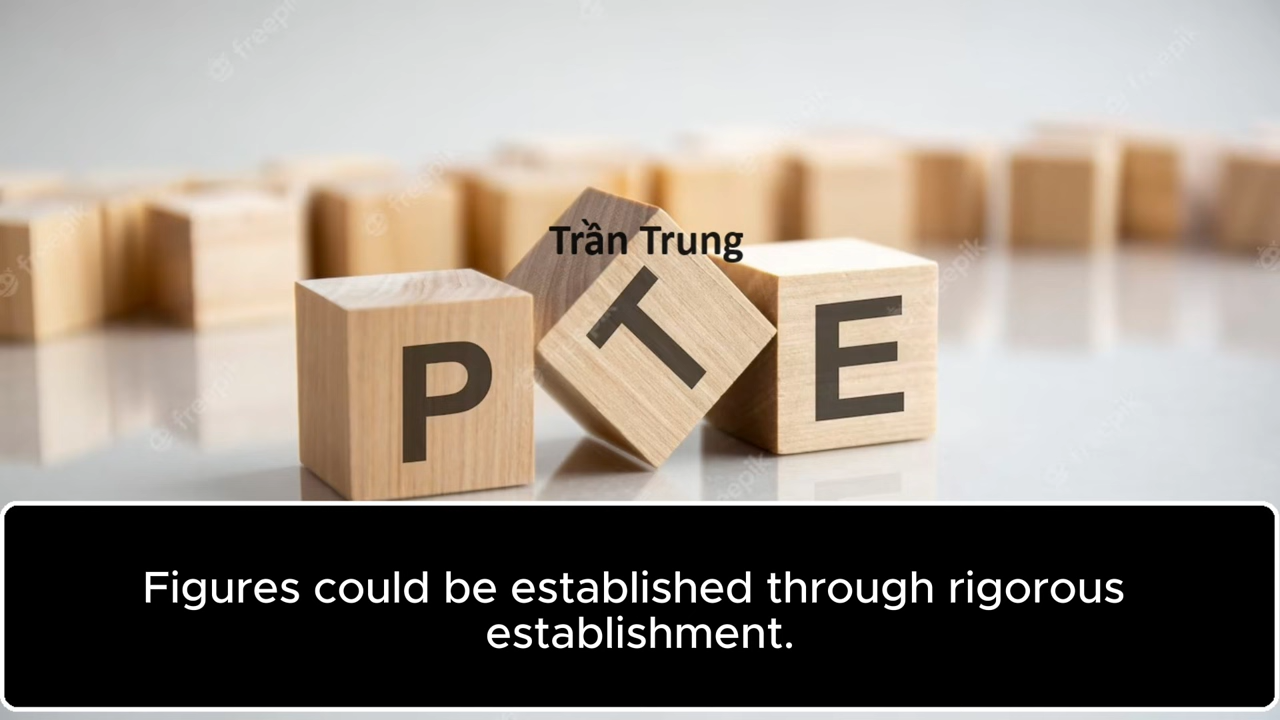 Trần Trung
P T E
Figures could be established through rigorous
establishment.